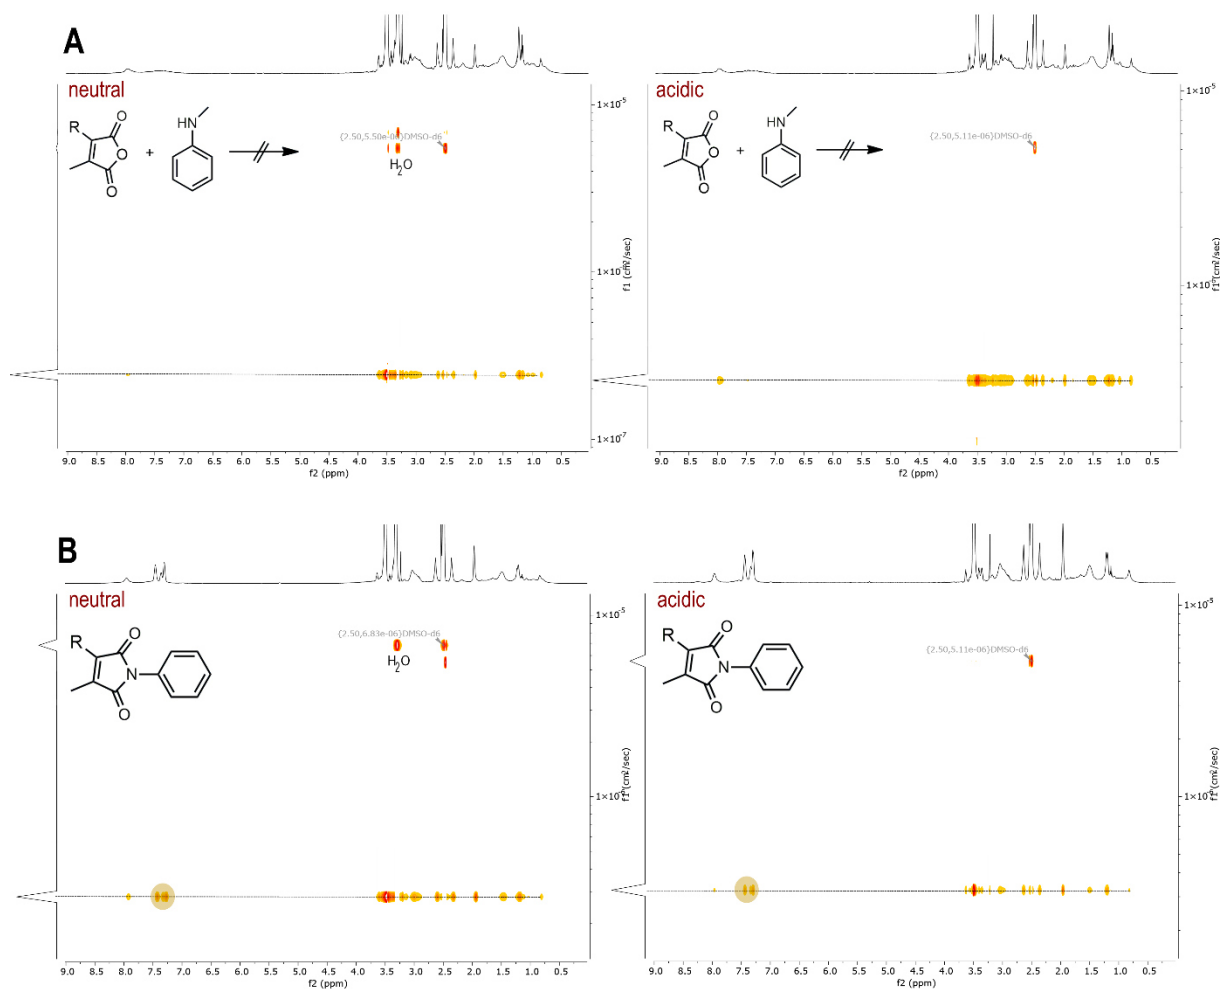 A
neutral
R
O
O
O
+
HN
{2.50,5.50e-06}DMSO-d6
H2O
1×10-5
1×10-6
1×10-7
f1 (cm²/sec)
9.0 8.5 8.0 7.5 7.0 6.5 6.0 5.5 5.0 4.5 4.0 3.5 3.0 2.5 2.0 1.5 1.0 0.5
f2 (ppm)
acidic
R
O
O
O
+
HN
{2.50,5.11e-06}DMSO-d6
1×10-5
f1 (cm²/sec)
9.0 8.5 8.0 7.5 7.0 6.5 6.0 5.5 5.0 4.5 4.0 3.5 3.0 2.5 2.0 1.5 1.0 0.5
f2 (ppm)
B
neutral
R
O
N
O
{2.50,6.83e-06}DMSO-d6
H2O
1×10-5
f1 (cm²/sec)
9.0 8.5 8.0 7.5 7.0 6.5 6.0 5.5 5.0 4.5 4.0 3.5 3.0 2.5 2.0 1.5 1.0 0.5
f2 (ppm)
acidic
R
O
N
O
{2.50,5.11e-06}DMSO-d6
1×10-5
f1 (cm²/sec)
9.0 8.5 8.0 7.5 7.0 6.5 6.0 5.5 5.0 4.5 4.0 3.5 3.0 2.5 2.0 1.5 1.0 0.5
f2 (ppm)